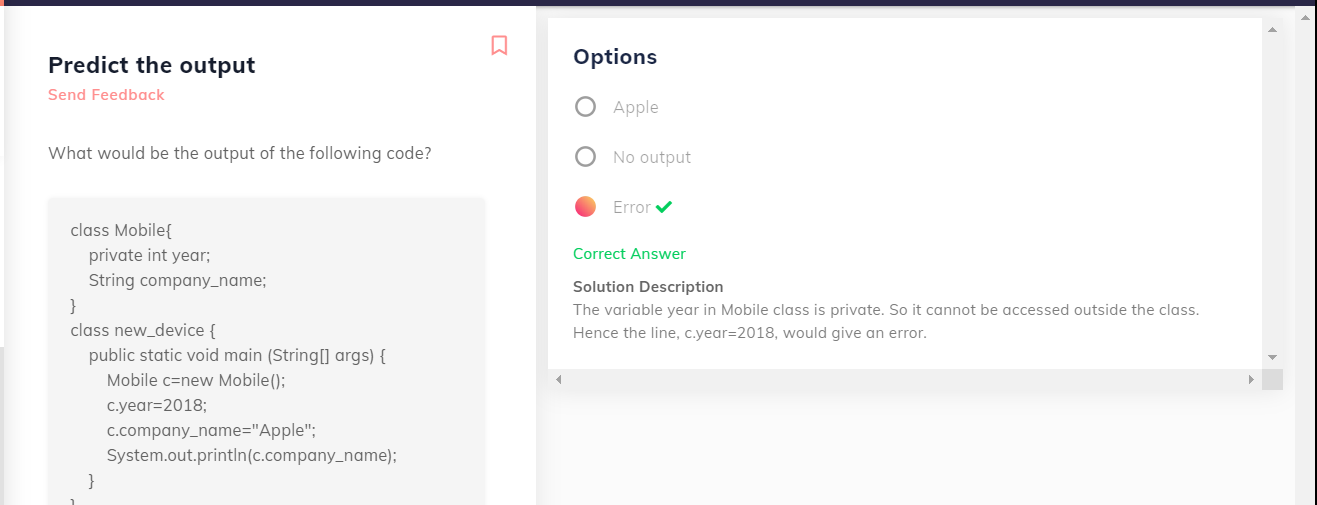 Predict the output
Send Feedback
What would be the output of the following code?
class Mobile{
    private int year;
    String company_name;
}
class new_device {
    public static void main (String[] args) {
        Mobile c=new Mobile();
        c.year=2018;
        c.company_name="Apple";
        System.out.println(c.company_name);
    }
}
Options
Apple
No output
Error
Correct Answer
Solution Description
The variable year in Mobile class is private. So it cannot be accessed outside the class.
Hence the line, c.year=2018, would give an error.